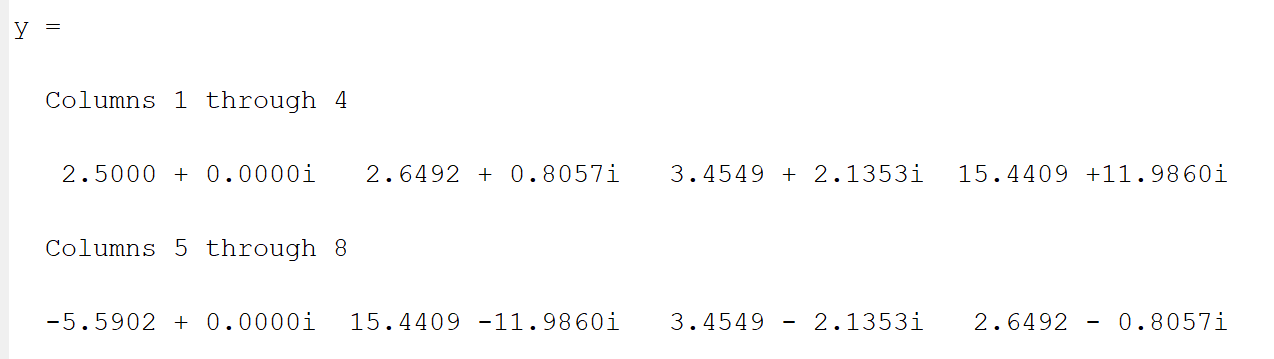 y =
Columns 1 through 4
2.5000 + 0.0000i   2.6492 + 0.8057i   3.4549 + 2.1353i  15.4409 +11.9860i
Columns 5 through 8
-5.5902 + 0.0000i  15.4409 -11.9860i   3.4549 - 2.1353i   2.6492 - 0.8057i